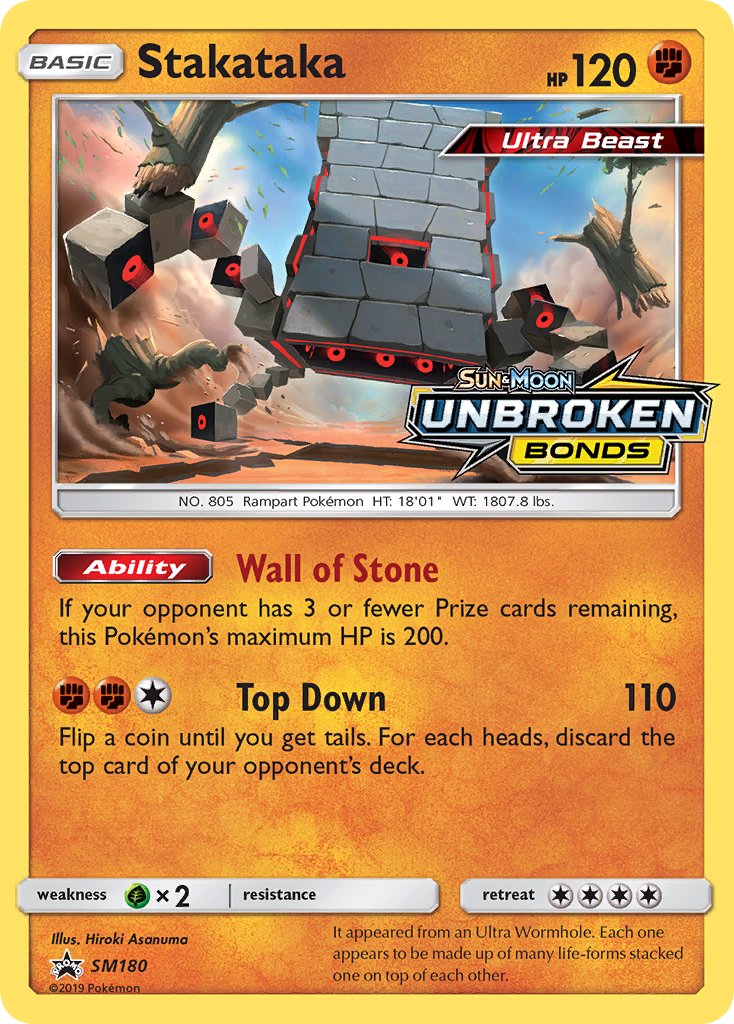 BASIC Stakataka HP 120
Ultra Beast
SUN & MOON
UNBROKEN
BONDS
NO. 805 Rampart Pokémon HT: 18'01" WT: 1807.8 lbs.
Ability Wall of Stone
If your opponent has 3 or fewer Prize cards remaining,
this Pokémon's maximum HP is 200.
Top Down 110
Flip a coin until you get tails. For each heads, discard the
top card of your opponent's deck.
weakness ×2 resistance retreat
Illus. Hiroki Asanuma
PROMO SM180
©2019 Pokémon
It appeared from an Ultra Wormhole. Each one
appears to be made up of many life-forms stacked
one on top of each other.